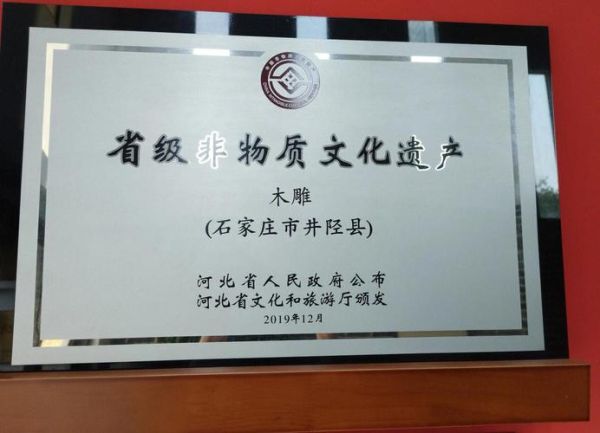 省级非物质文化遗产
木雕
(石家庄市井陉县)
河北省人民政府公布
河北省文化和旅游厅颁发
2019年12月